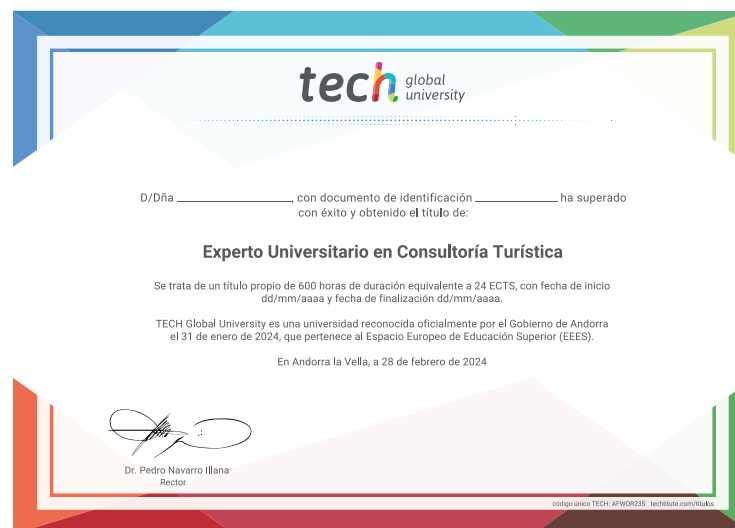 tech global
university
D/Dña ____________, con documento de identificación ____________ ha superado
con éxito y obtenido el título de:
Experto Universitario en Consultoría Turística
Se trata de un título propio de 600 horas de duración equivalente a 24 ECTS, con fecha de inicio
dd/mm/aaaa y fecha de finalización dd/mm/aaaa.
TECH Global University es una universidad reconocida oficialmente por el Gobierno de Andorra
el 31 de enero de 2024, que pertenece al Espacio Europeo de Educación Superior (EEES).
En Andorra la Vella, a 28 de febrero de 2024
Dr. Pedro Navarro Illana
Rector
código único TECH: AFWOR23S techtitute.com/títulos